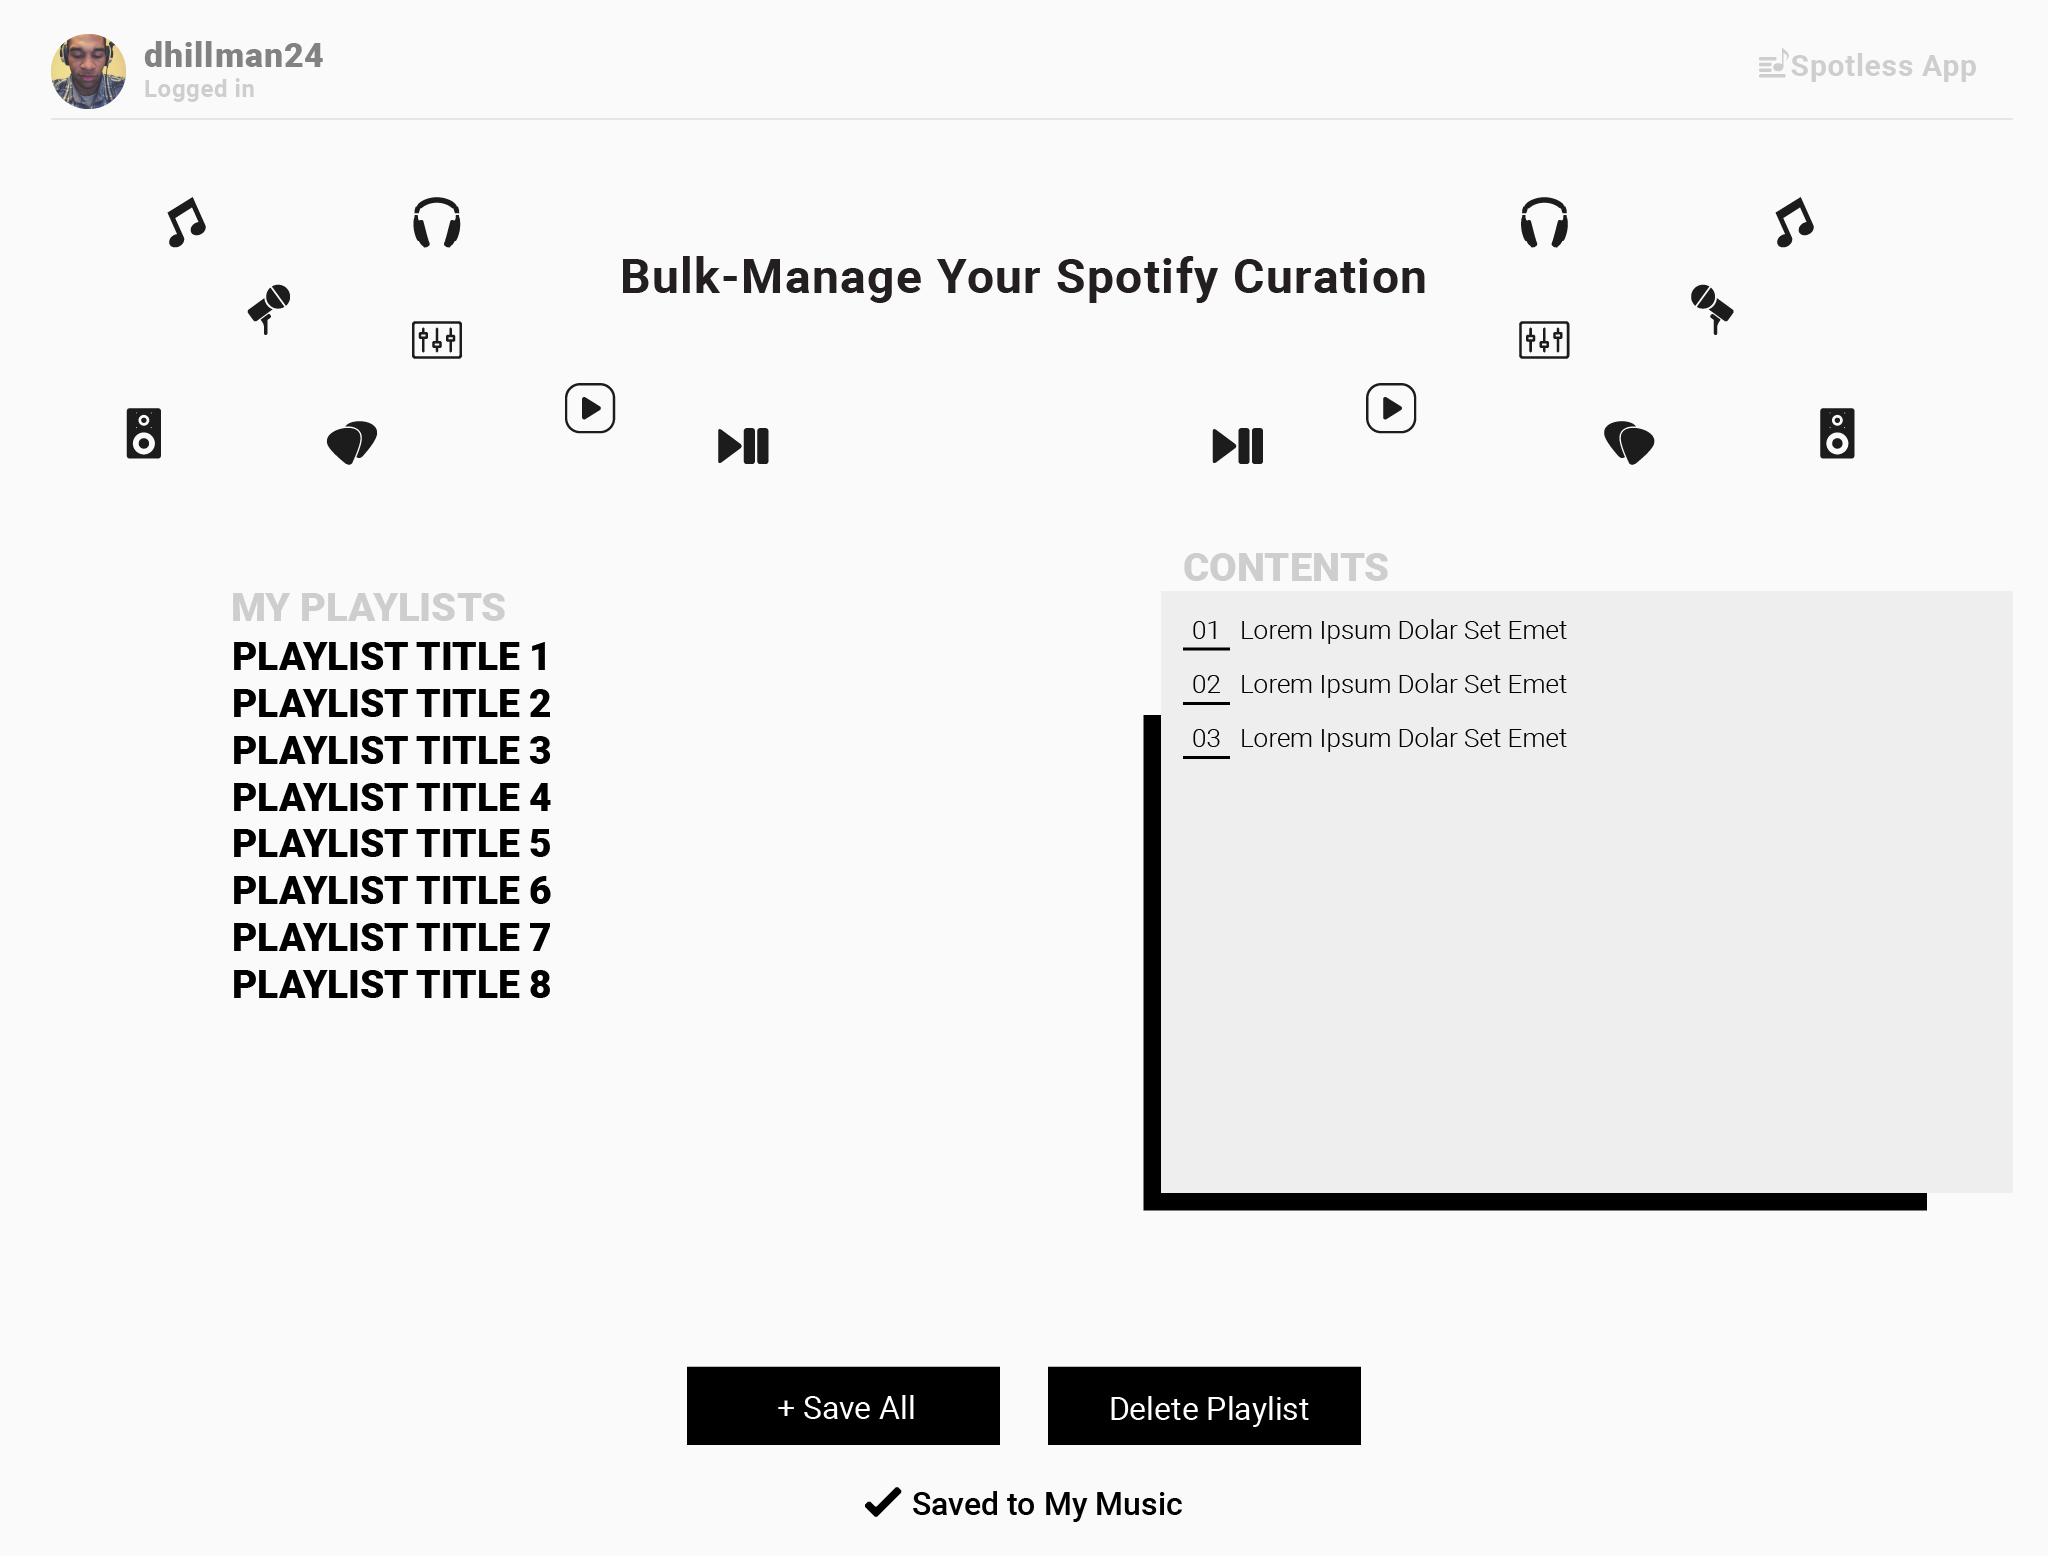 dhillman24
Logged in
Spotless App
Bulk-Manage Your Spotify Curation
MY PLAYLISTS
PLAYLIST TITLE 1
PLAYLIST TITLE 2
PLAYLIST TITLE 3
PLAYLIST TITLE 4
PLAYLIST TITLE 5
PLAYLIST TITLE 6
PLAYLIST TITLE 7
PLAYLIST TITLE 8
CONTENTS
01 Lorem Ipsum Dolar Set Emet
02 Lorem Ipsum Dolar Set Emet
03 Lorem Ipsum Dolar Set Emet
+ Save All
Delete Playlist
Saved to My Music